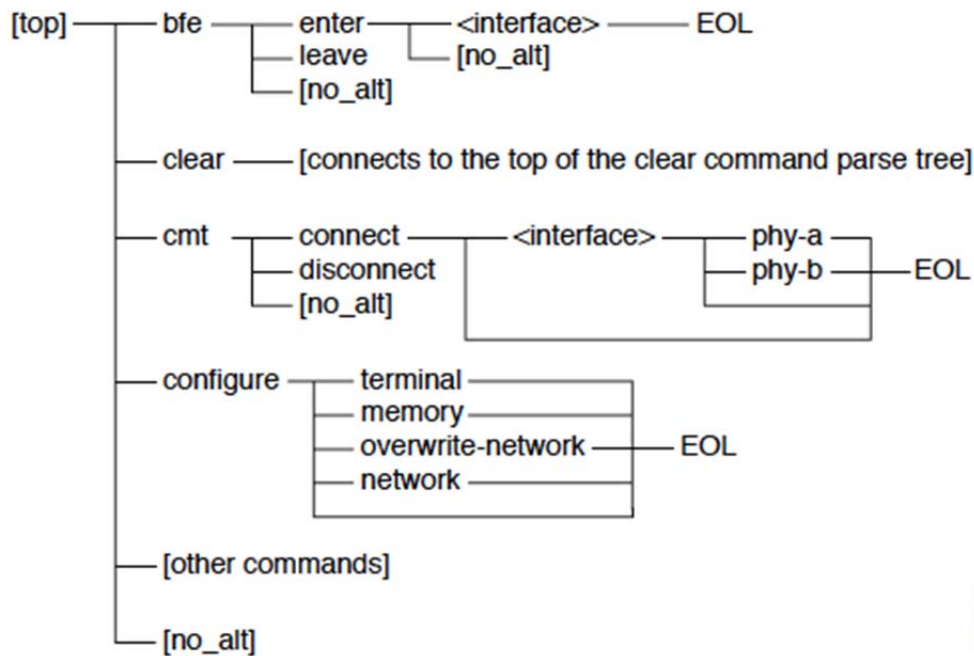 [top] bfe enter <interface> EOL
leave [no_alt]
[no_alt]
clear [connects to the top of the clear command parse tree]
cmt connect <interface> phy-a
disconnect phy-b EOL
[no_alt]
configure terminal
memory
overwrite-network EOL
network
[other commands]
[no_alt]